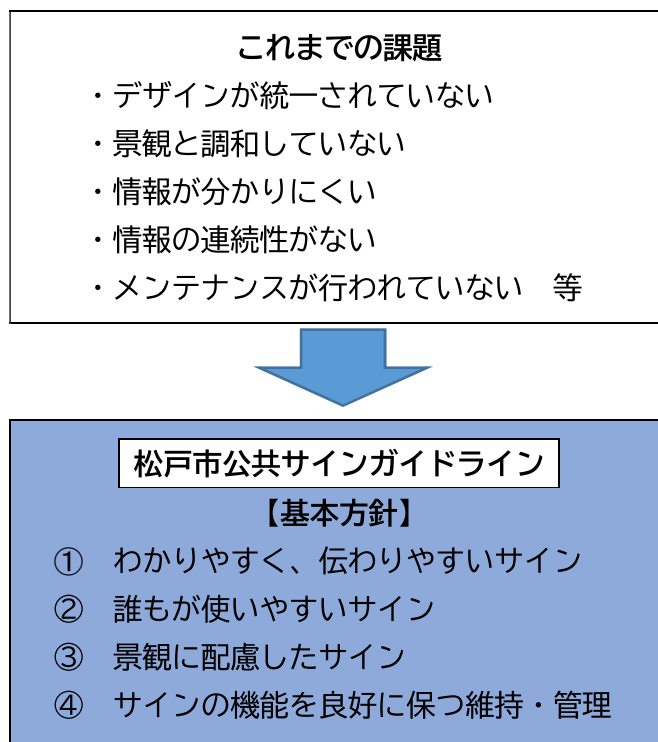 これまでの課題
・デザインが統一されていない
・景観と調和していない
・情報が分かりにくい
・情報の連続性がない
・メンテナンスが行われていない　等
松戸市公共サインガイドライン
【基本方針】
①　わかりやすく、伝わりやすいサイン
②　誰もが使いやすいサイン
③　景観に配慮したサイン
④　サインの機能を良好に保つ維持・管理